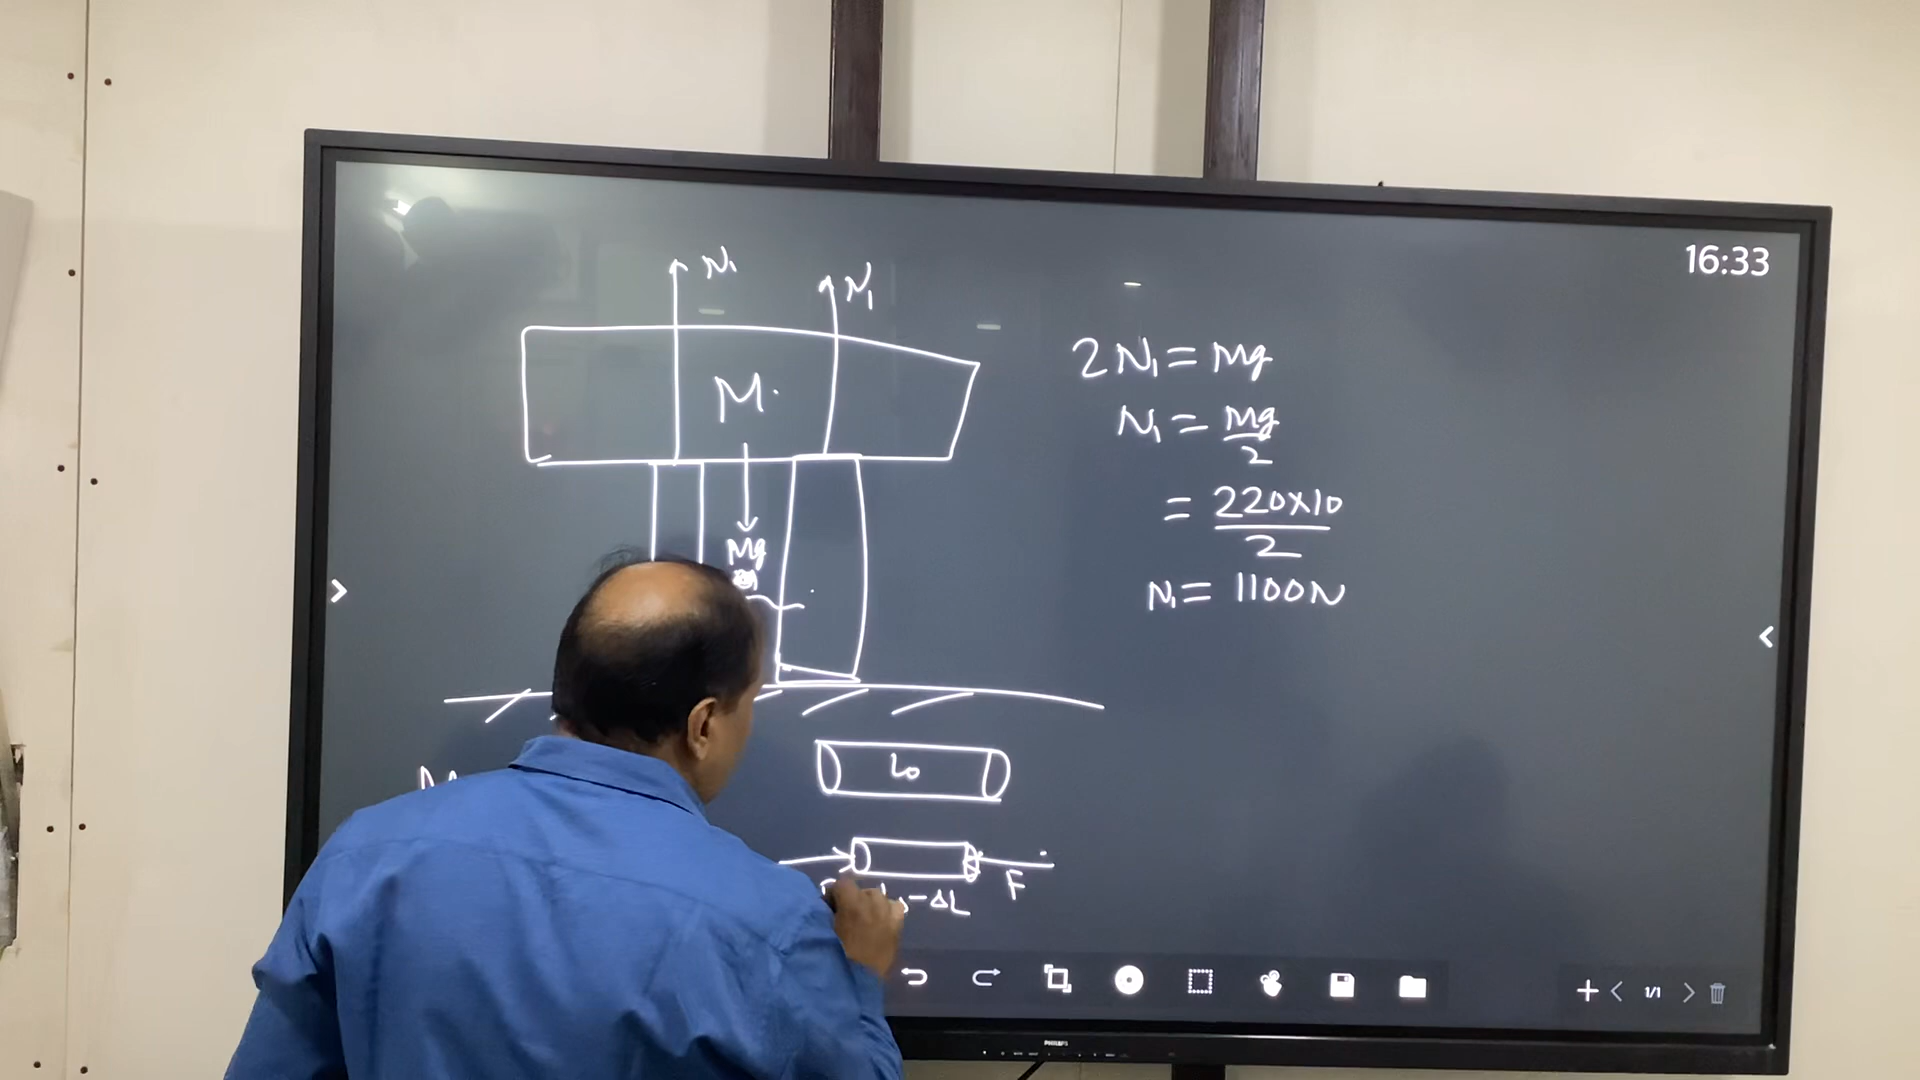 16:33
N₁ N₁
M
2N₁ = Mg
N₁ = Mg/2
= 220×10/2
N₁ = 1100N
Mg
L₀
F
-ΔL
1/1
PHILIPS